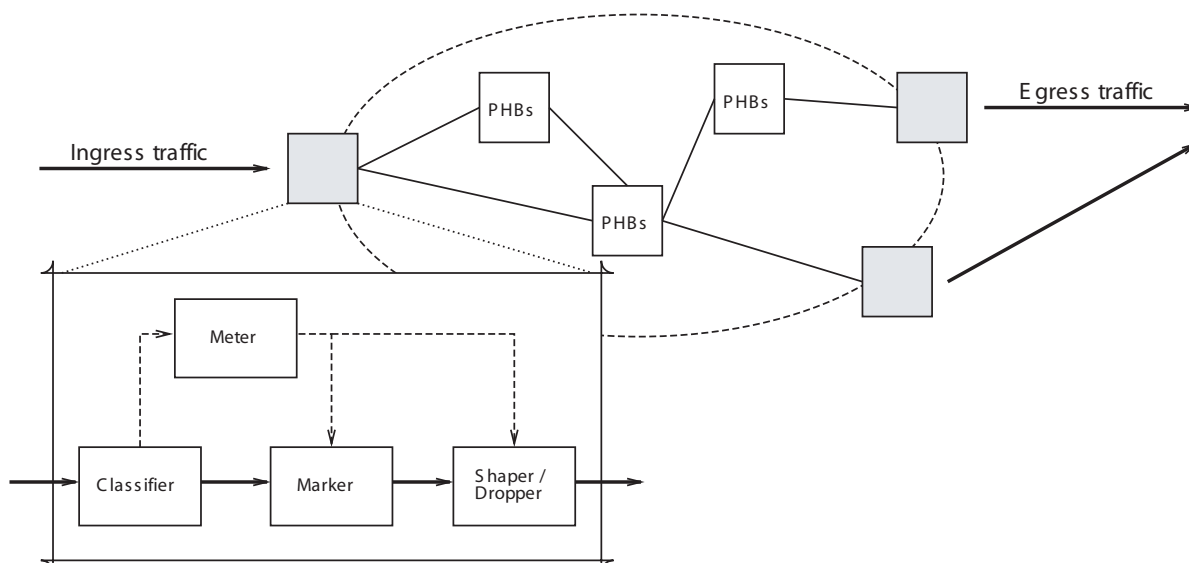 Egress traffic
PHBs
PHBs
Ingress traffic
PHBs
Meter
Classifier
Marker
Shaper /
Dropper